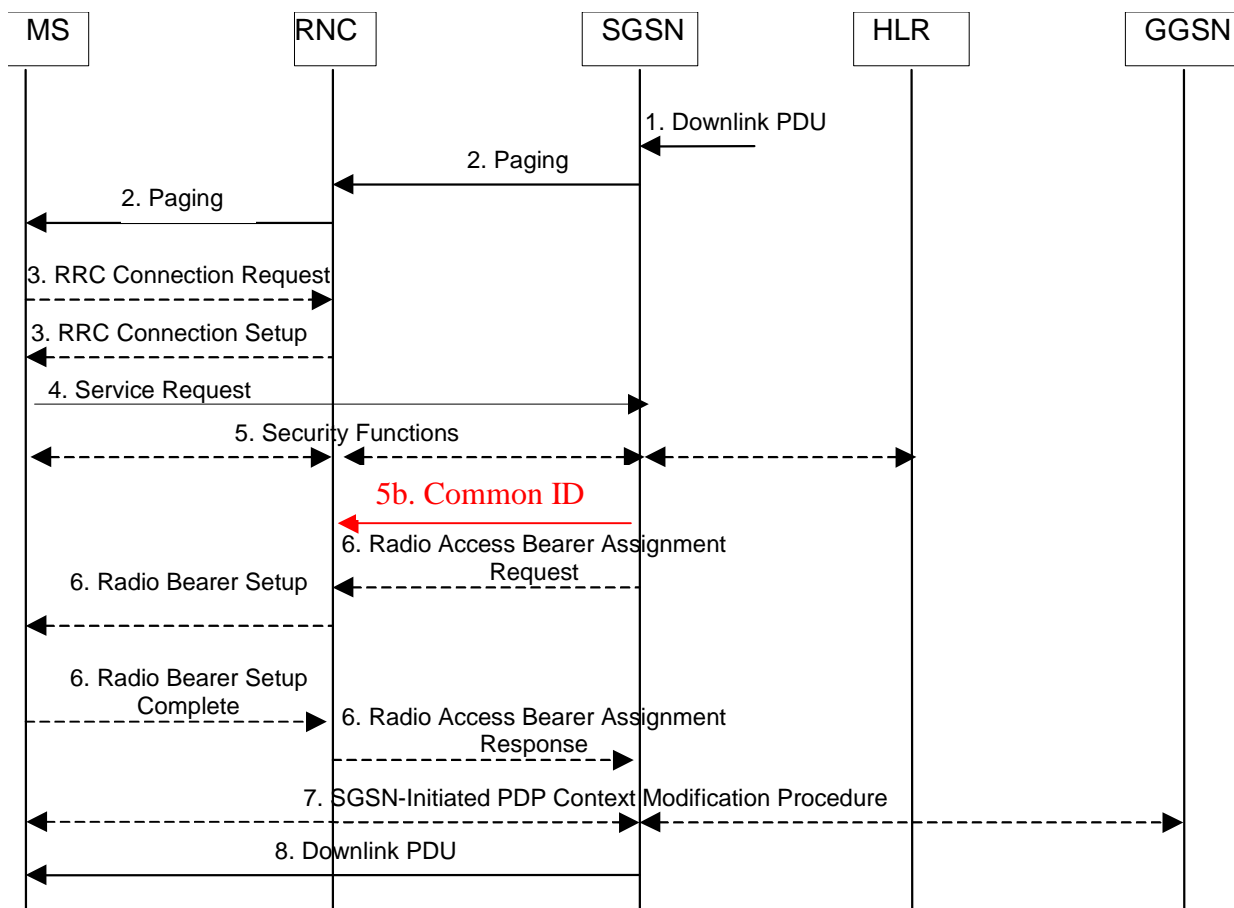 MS
RNC
SGSN
HLR
GGSN
1. Downlink PDU
2. Paging
2. Paging
3. RRC Connection Request
3. RRC Connection Setup
4. Service Request
5. Security Functions
5b. Common ID
6. Radio Access Bearer Assignment
Request
6. Radio Bearer Setup
6. Radio Bearer Setup
Complete
6. Radio Access Bearer Assignment
Response
7. SGSN-Initiated PDP Context Modification Procedure
8. Downlink PDU